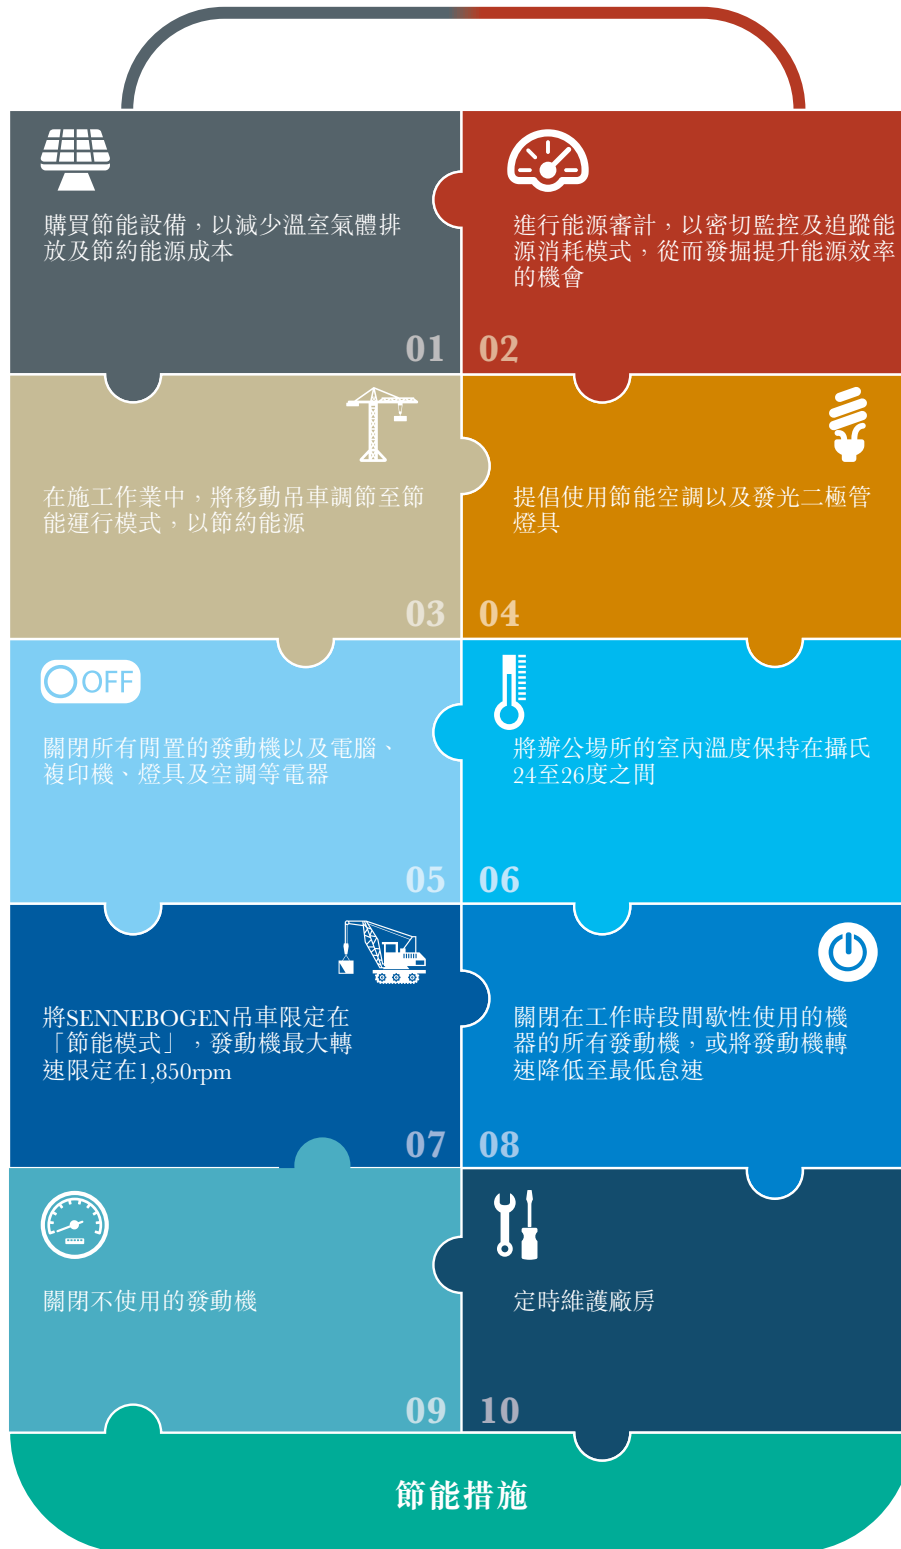 購買節能設備，以減少溫室氣體排
放及節約能源成本
01
進行能源審計，以密切監控及追蹤能
源消耗模式，從而發掘提升能源效率
的機會
02
在施工作業中，將移動吊車調節至節
能運行模式，以節約能源
03
提倡使用節能空調以及發光二極管
燈具
04
OFF
關閉所有閒置的發動機以及電腦、
複印機、燈具及空調等電器
05
將辦公場所的室內溫度保持在攝氏
24至26度之間
06
將SENNEBOGEN吊車限定在
「節能模式」，發動機最大轉
速限定在1,850rpm
07
關閉在工作時段間歇性使用的機
器的所有發動機，或將發動機轉
速降低至最低怠速
08
關閉不使用的發動機
09
定時維護廠房
10
節能措施